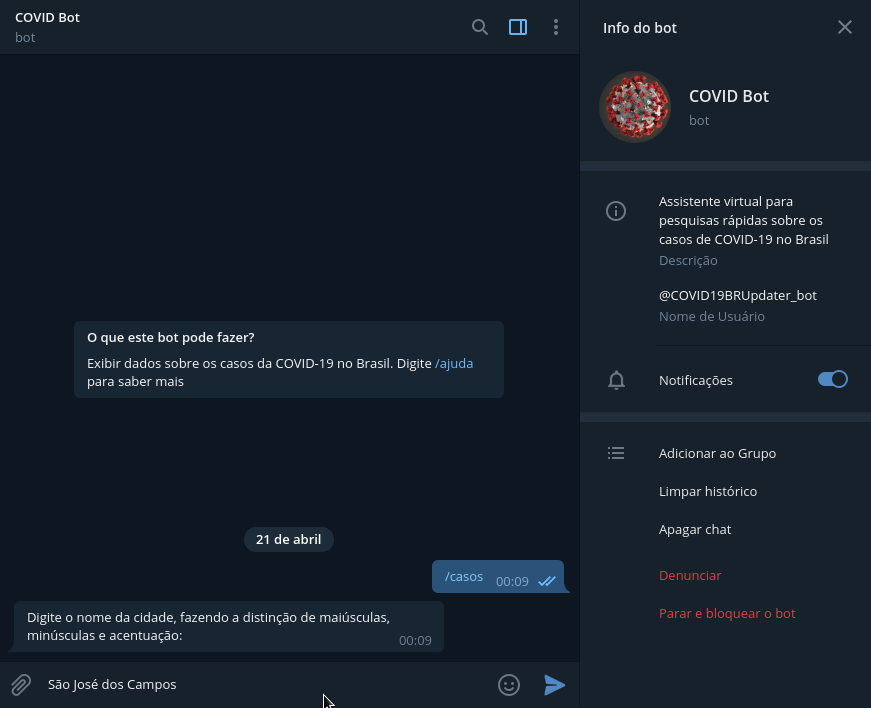 COVID Bot
bot
O que este bot pode fazer?
Exibir dados sobre os casos da COVID-19 no Brasil. Digite /ajuda
para saber mais
21 de abril
/casos 00:09
Digite o nome da cidade, fazendo a distinção de maiúsculas,
minúsculas e acentuação:
00:09
São José dos Campos
Info do bot
COVID Bot
bot
Assistente virtual para
pesquisas rápidas sobre os
casos de COVID-19 no Brasil
Descrição
@COVID19BRUpdater_bot
Nome de Usuário
Notificações
Adicionar ao Grupo
Limpar histórico
Apagar chat
Denunciar
Parar e bloquear o bot